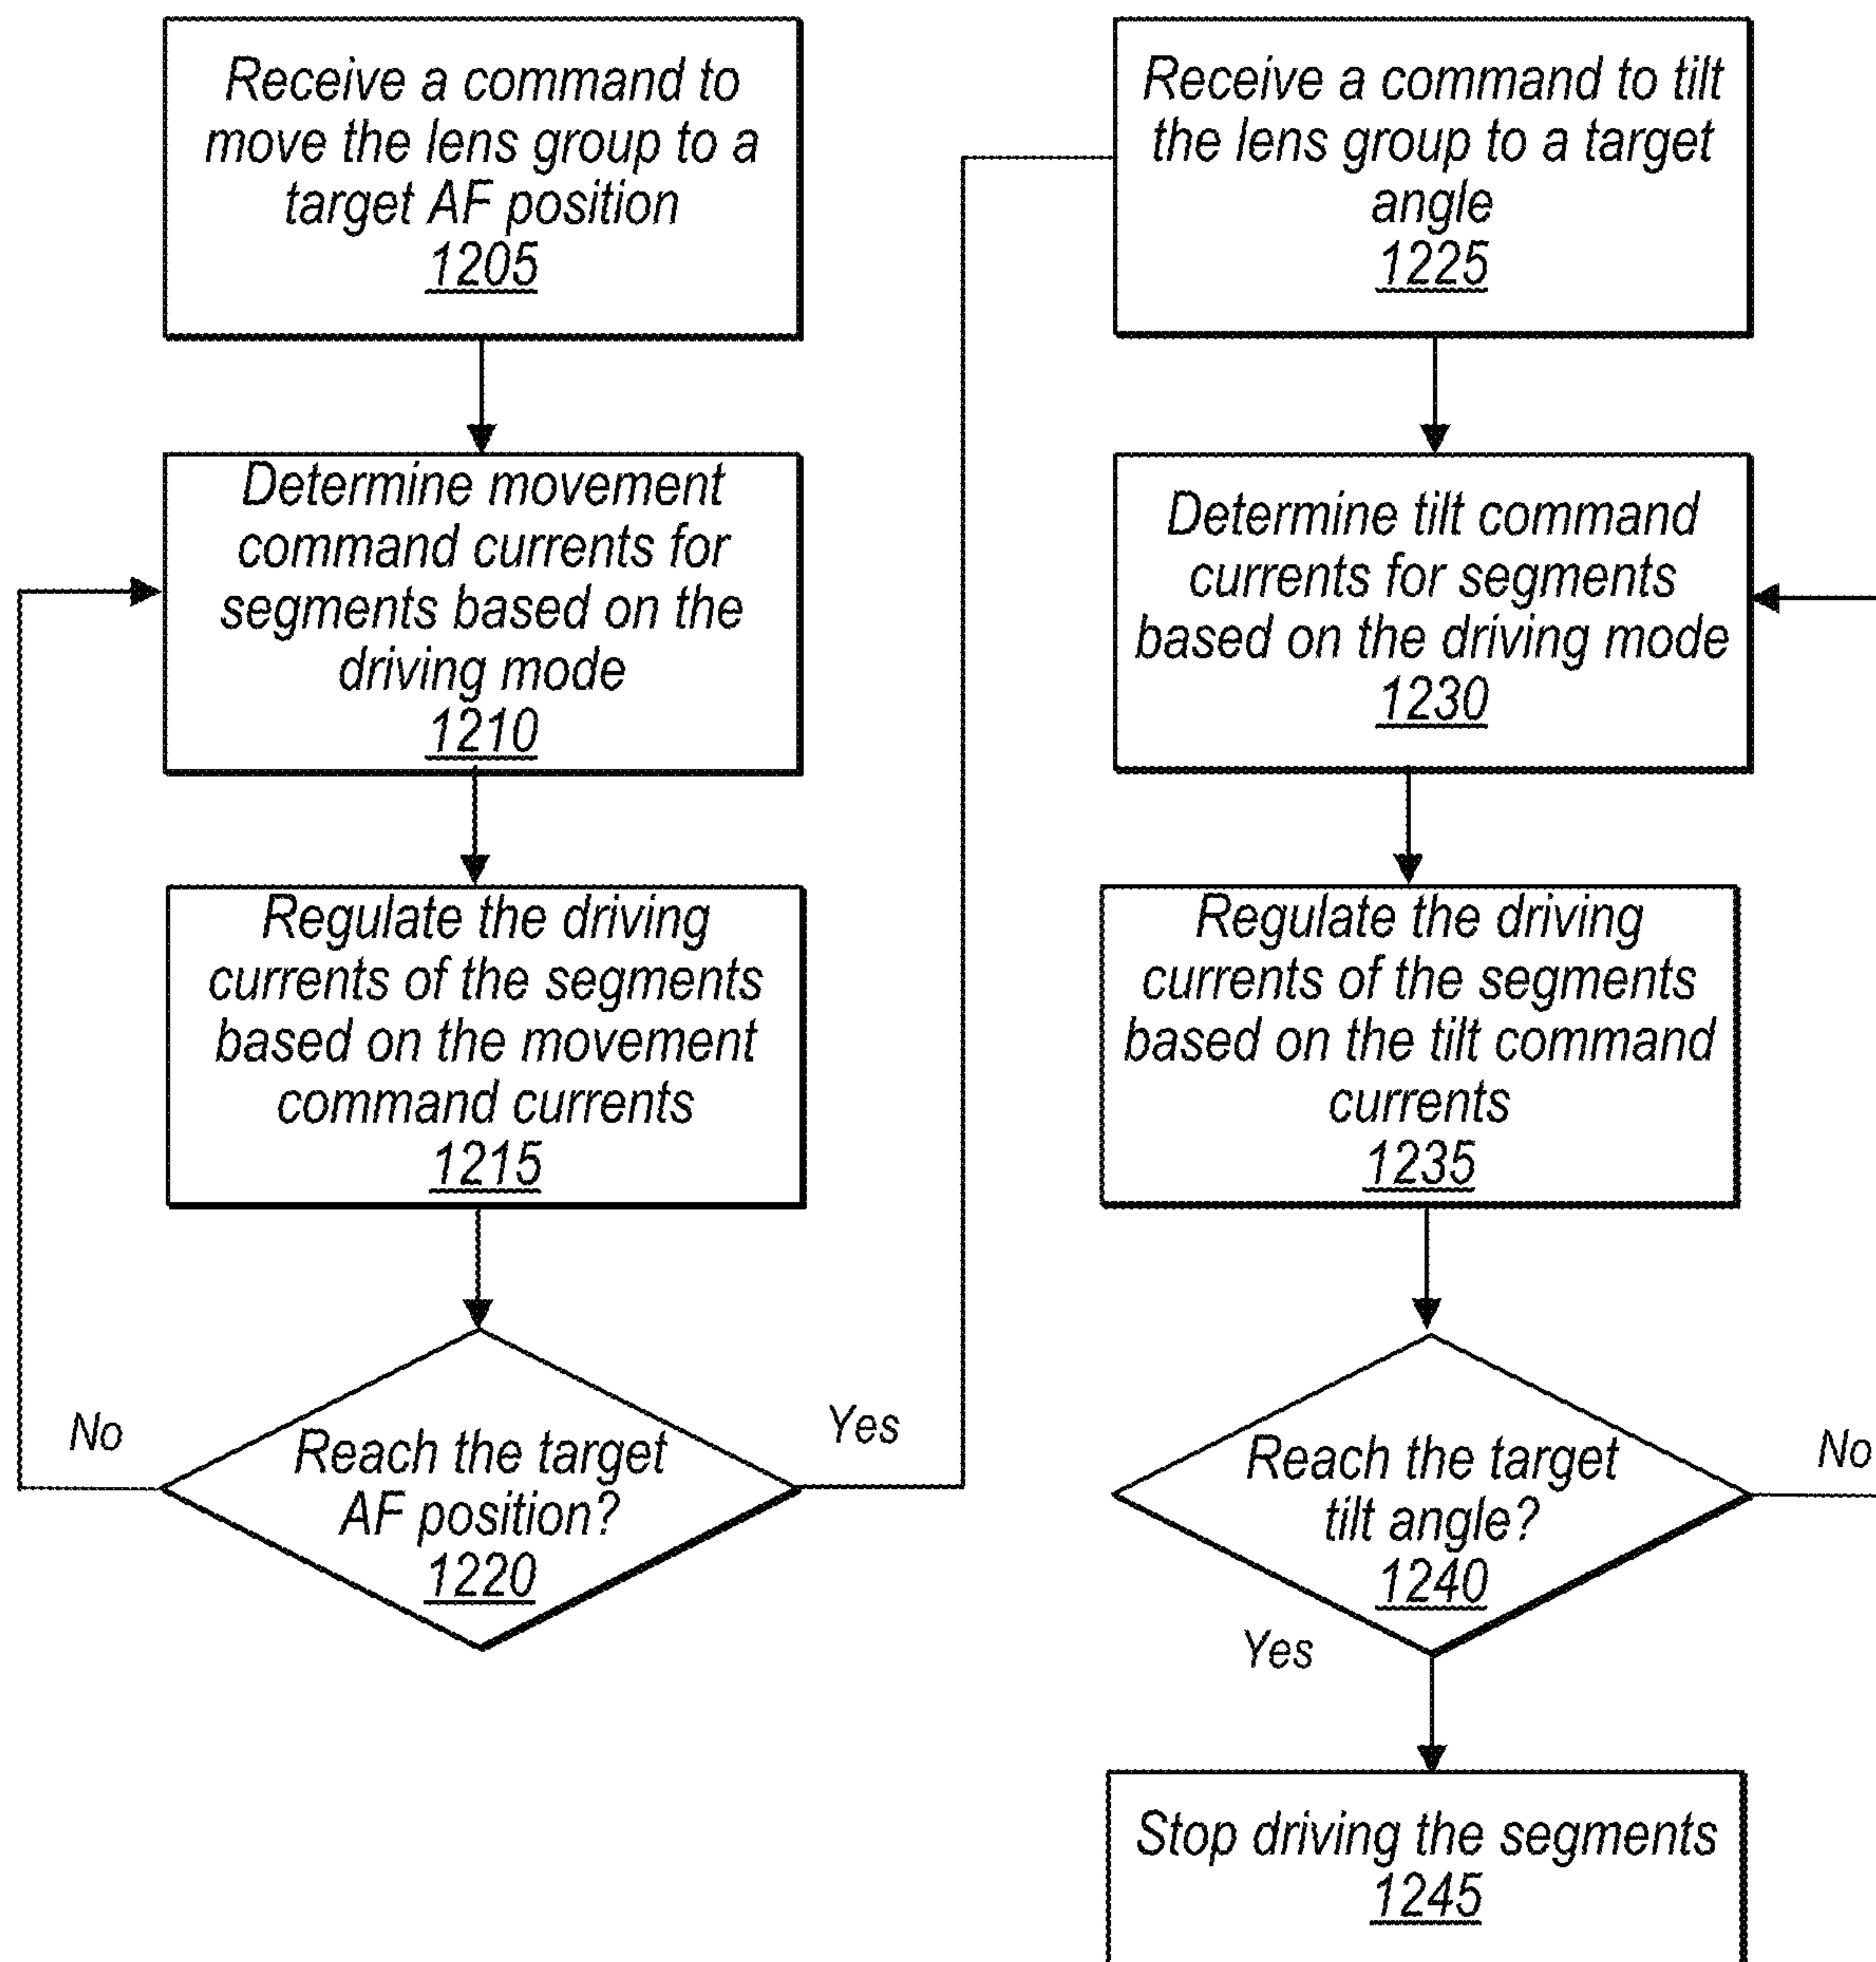 Receive a command to
move the lens group to a
target AF position
1205
Determine movement
command currents for
segments based on the
driving mode
1210
Regulate the driving
currents of the segments
based on the movement
command currents
1215
No
Yes
Reach the target
AF position?
1220
Receive a command to tilt
the lens group to a target
angle
1225
Determine tilt command
currents for segments
based on the driving mode
1230
Regulate the driving
currents of the segments
based on the tilt command
currents
1235
No
Reach the target
tilt angle?
1240
Yes
Stop driving the segments
1245